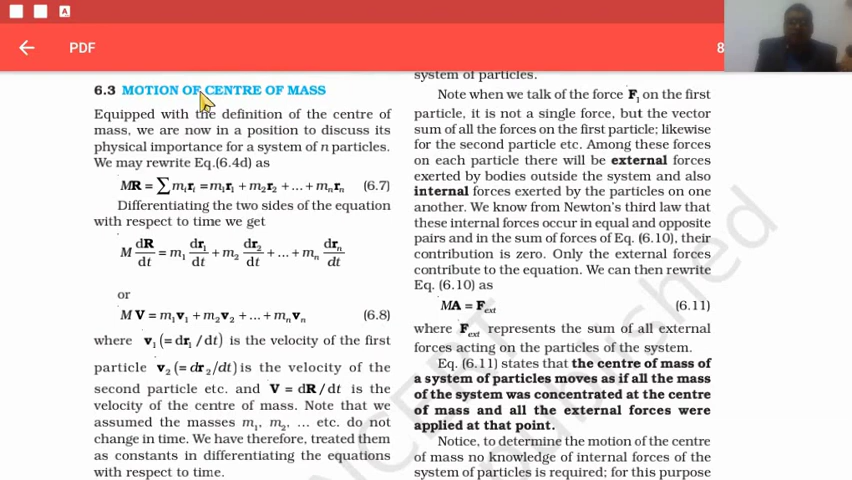 A
PDF
8
6.3 MOTION OF CENTRE OF MASS
Equipped with the definition of the centre of
mass, we are now in a position to discuss its
physical importance for a system of n particles.
We may rewrite Eq.(6.4d) as
MR = ∑ mᵢrᵢ = m₁r₁ + m₂r₂ + ... + mₙrₙ (6.7)
Differentiating the two sides of the equation
with respect to time we get
M dR/dt = m₁ dr₁/dt + m₂ dr₂/dt + ... + mₙ drₙ/dt
or
M V = m₁v₁ + m₂v₂ + ... + mₙvₙ (6.8)
where v₁ (= dr₁ /dt) is the velocity of the first
particle v₂ (= dr₂/dt) is the velocity of the
second particle etc. and V = dR/dt is the
velocity of the centre of mass. Note that we
assumed the masses m₁, m₂, ... etc. do not
change in time. We have therefore, treated them
as constants in differentiating the equations
with respect to time.
system of particles.
Note when we talk of the force F₁ on the first
particle, it is not a single force, but the vector
sum of all the forces on the first particle; likewise
for the second particle etc. Among these forces
on each particle there will be external forces
exerted by bodies outside the system and also
internal forces exerted by the particles on one
another. We know from Newton's third law that
these internal forces occur in equal and opposite
pairs and in the sum of forces of Eq. (6.10), their
contribution is zero. Only the external forces
contribute to the equation. We can then rewrite
Eq. (6.10) as
MA = Fₑₓₜ (6.11)
where Fₑₓₜ represents the sum of all external
forces acting on the particles of the system.
Eq. (6.11) states that the centre of mass of
a system of particles moves as if all the mass
of the system was concentrated at the centre
of mass and all the external forces were
applied at that point.
Notice, to determine the motion of the centre
of mass no knowledge of internal forces of the
system of particles is required; for this purpose